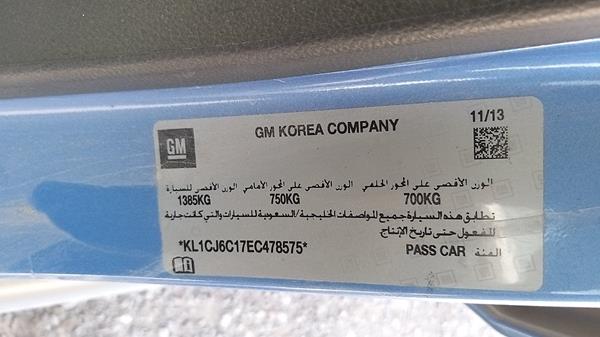 GM
GM KOREA COMPANY
11/13
الوزن الأقصى على المحور الخلفي الوزن الأقصى على المحور الأمامي الوزن الأقصى للسيارة
1385KG 750KG 700KG
تطابق هذه السيارة جميع المواصفات الخليجية/السعودية للسيارات والتي كانت جارية
المفعول حتى تاريخ الإنتاج.
*KL1CJ6C17EC478575*
PASS CAR الفئة